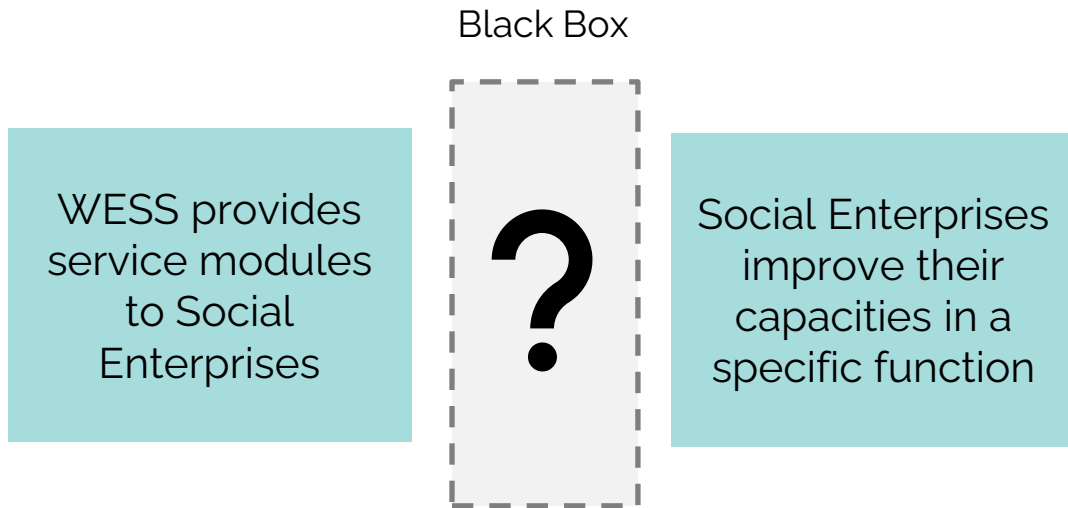 Black Box
WESS provides
service modules
to Social
Enterprises
?
Social Enterprises
improve their
capacities in a
specific function